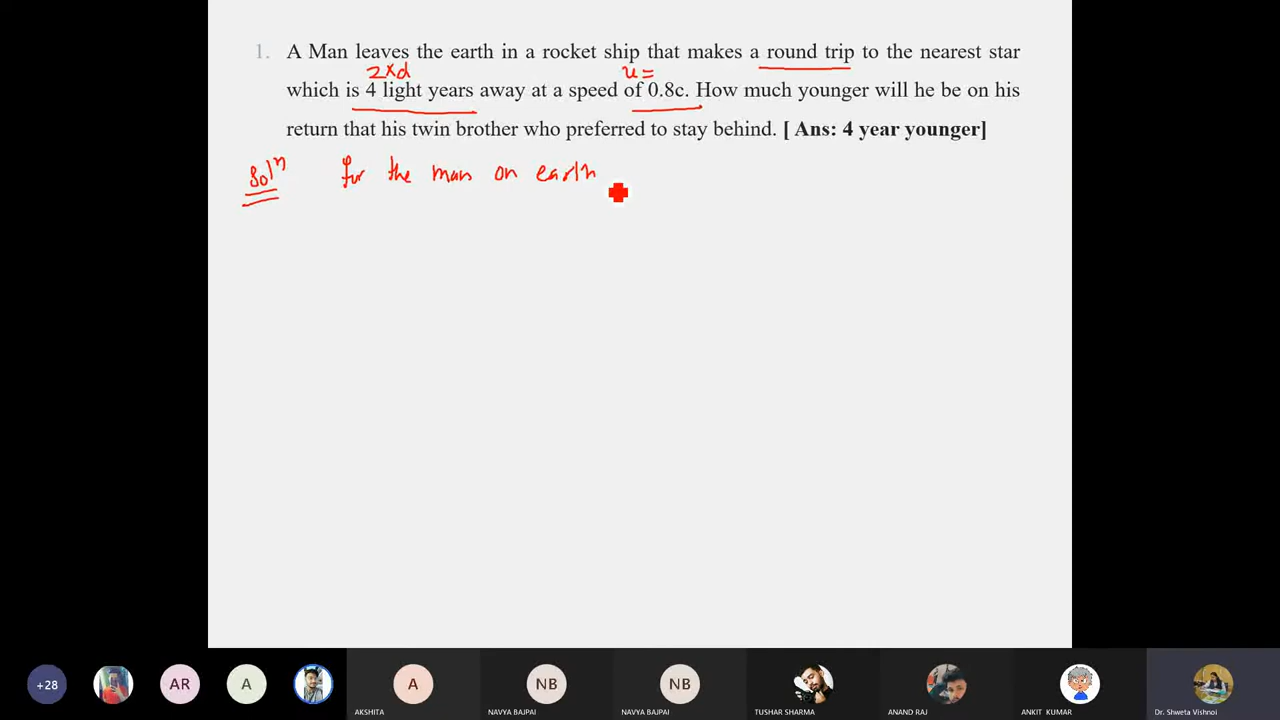 1. A Man leaves the earth in a rocket ship that makes a round trip to the nearest star
2×d u=
which is 4 light years away at a speed of 0.8c. How much younger will he be on his
return that his twin brother who preferred to stay behind. [ Ans: 4 year younger]
Solⁿ for the man on earth
+28 AR A A NB NB
AKSHITA NAVYA BAJPAI NAVYA BAJPAI TUSHAR SHARMA ANAND RAJ ANKIT KUMAR Dr. Shweta Vishnoi